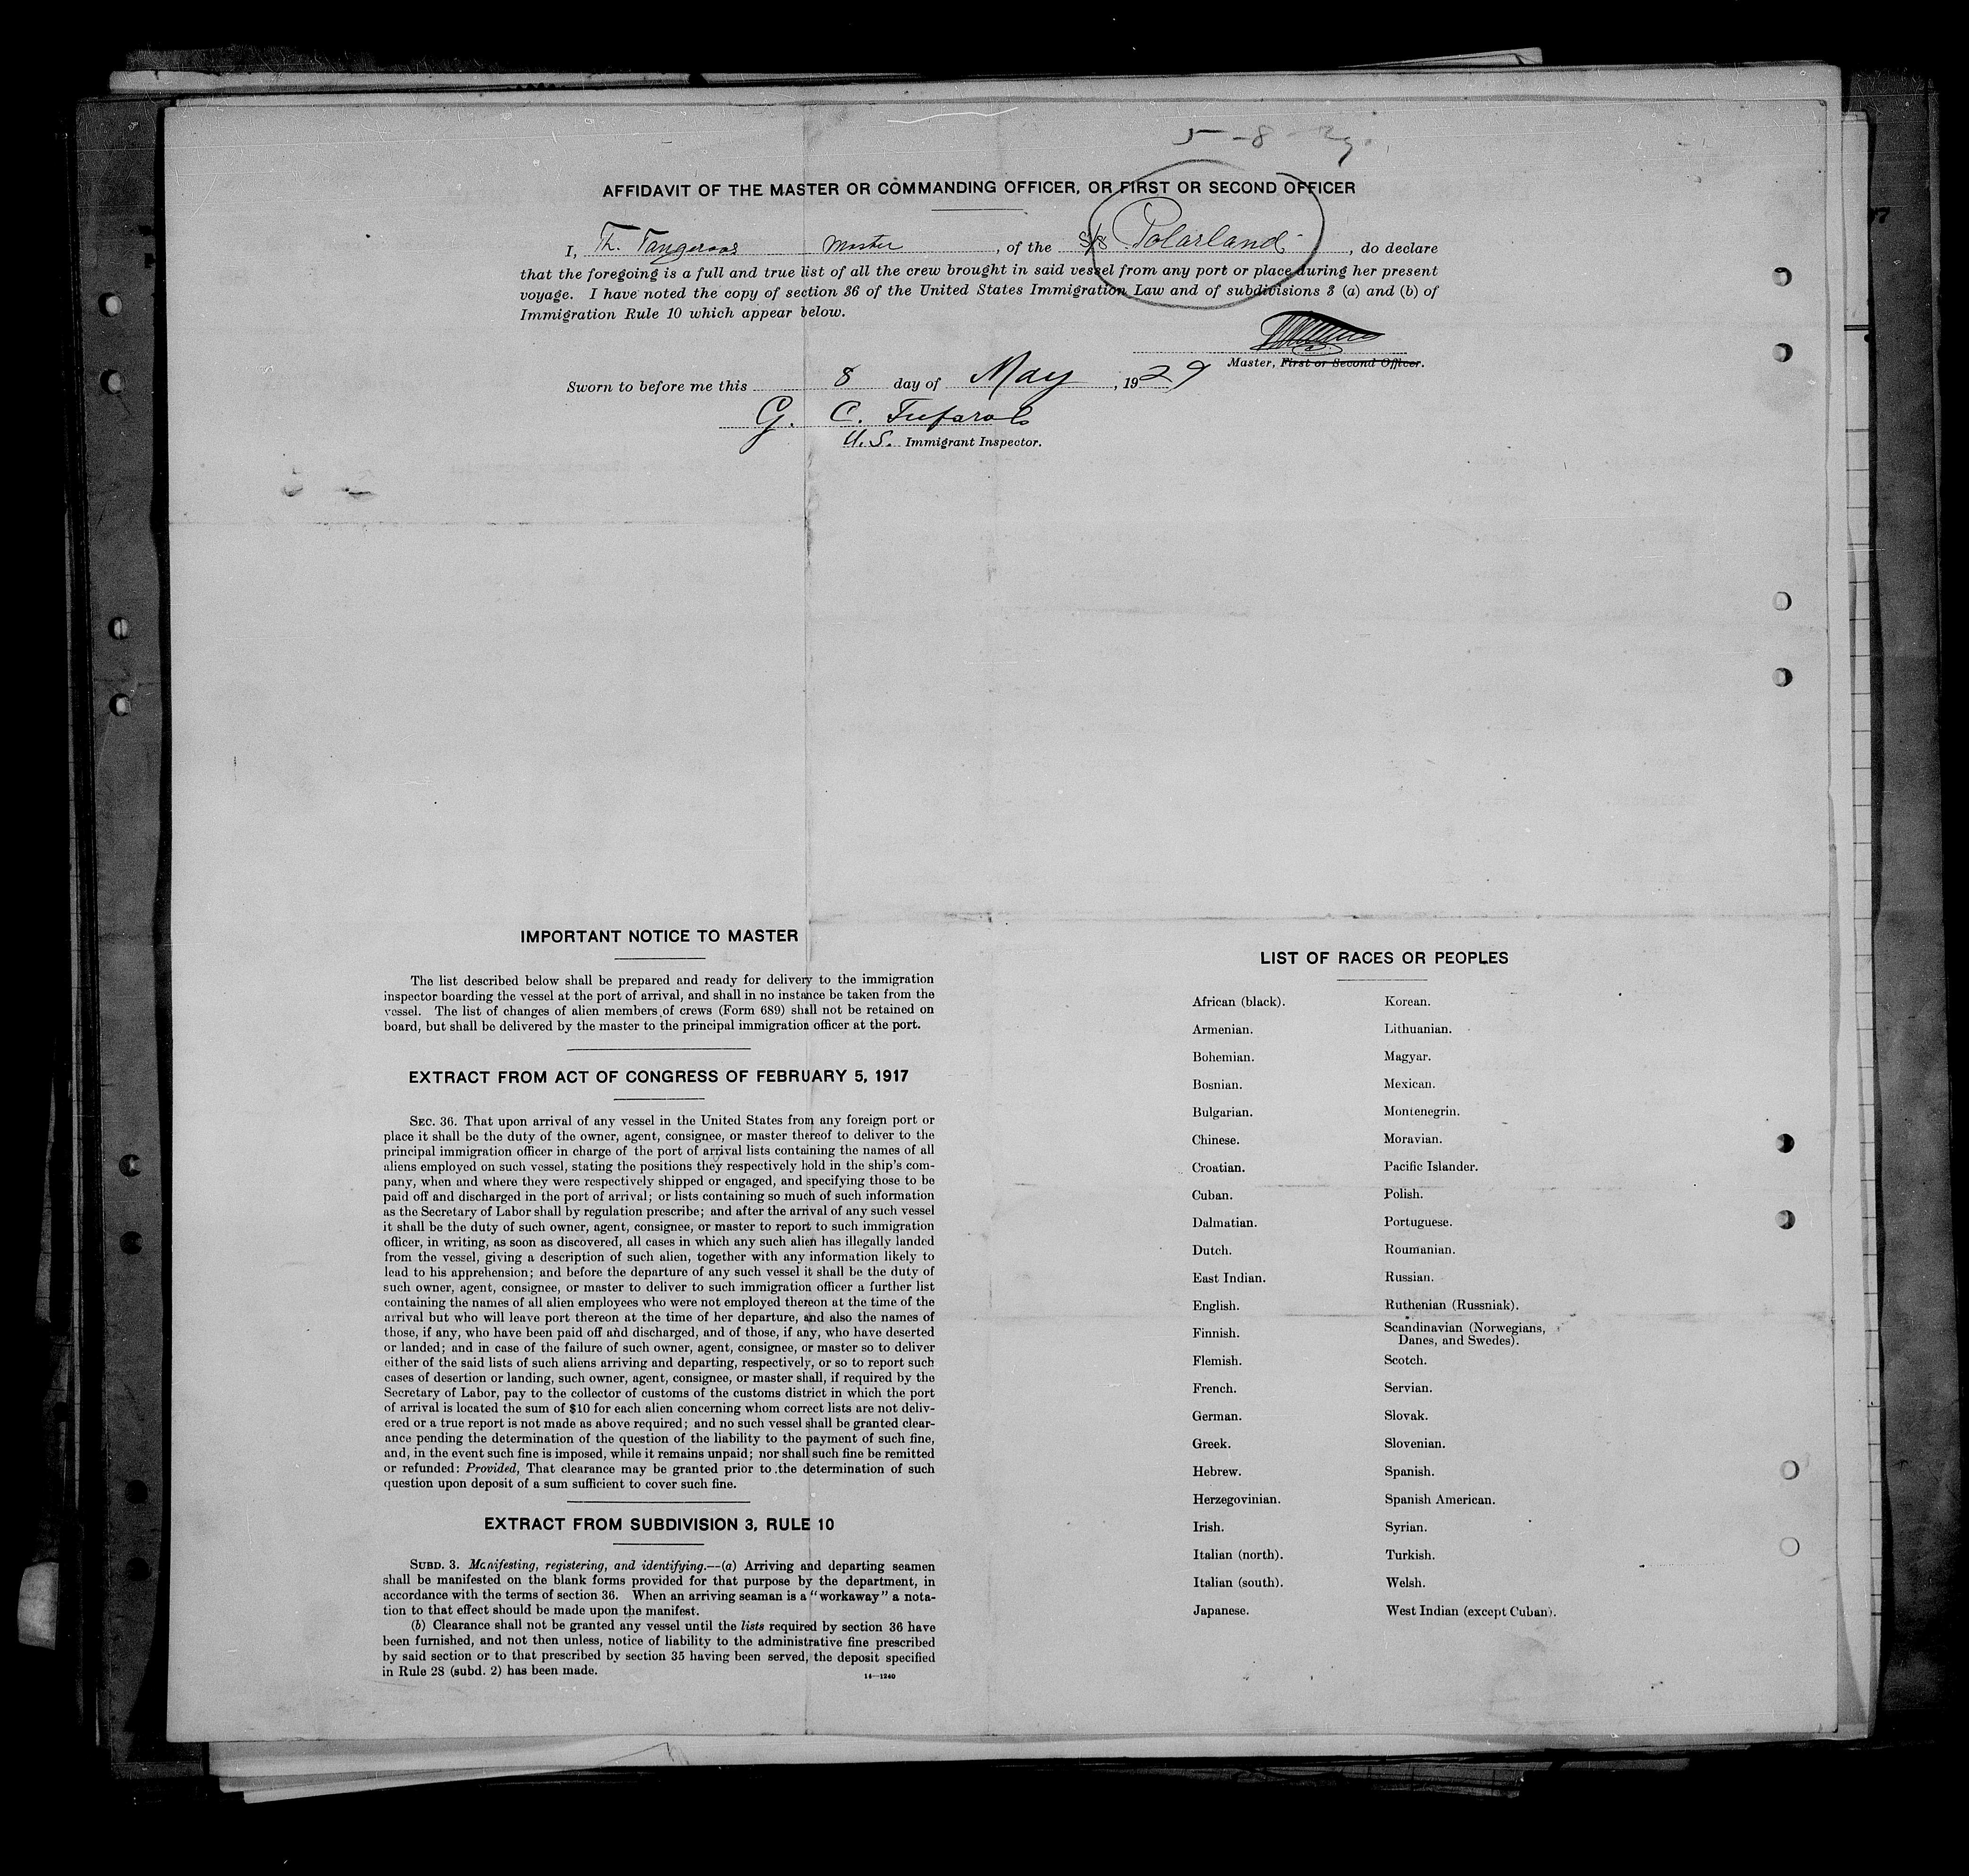 5-8-29.
AFFIDAVIT OF THE MASTER OR COMMANDING OFFICER, OR FIRST OR SECOND OFFICER
I, Th. Tangeraas Master, of the S/S Polarland, do declare
that the foregoing is a full and true list of all the crew brought in said vessel from any port or place during her present
voyage. I have noted the copy of section 36 of the United States Immigration Law and of subdivisions 3 (a) and (b) of
Immigration Rule 10 which appear below.
Master, First or Second Officer.
Sworn to before me this 8 day of May, 1929
G. C.
U.S. Immigrant Inspector.
IMPORTANT NOTICE TO MASTER
The list described below shall be prepared and ready for delivery to the immigration
inspector boarding the vessel at the port of arrival, and shall in no instance be taken from the
vessel. The list of changes of alien members of crews (Form 689) shall not be retained on
board, but shall be delivered by the master to the principal immigration officer at the port.
EXTRACT FROM ACT OF CONGRESS OF FEBRUARY 5, 1917
SEC. 36. That upon arrival of any vessel in the United States from any foreign port or
place it shall be the duty of the owner, agent, consignee, or master thereof to deliver to the
principal immigration officer in charge of the port of arrival lists containing the names of all
aliens employed on such vessel, stating the positions they respectively hold in the ship's com-
pany, when and where they were respectively shipped or engaged, and specifying those to be
paid off and discharged in the port of arrival; or lists containing so much of such information
as the Secretary of Labor shall by regulation prescribe; and after the arrival of any such vessel
it shall be the duty of such owner, agent, consignee, or master to report to such immigration
officer, in writing, as soon as discovered, all cases in which any such alien has illegally landed
from the vessel, giving a description of such alien, together with any information likely to
lead to his apprehension; and before the departure of any such vessel it shall be the duty of
such owner, agent, consignee, or master to deliver to such immigration officer a further list
containing the names of all alien employees who were not employed thereon at the time of the
arrival but who will leave port thereon at the time of her departure, and also the names of
those, if any, who have been paid off and discharged, and of those, if any, who have deserted
or landed; and in case of the failure of such owner, agent, consignee, or master so to deliver
either of the said lists of such aliens arriving and departing, respectively, or so to report such
cases of desertion or landing, such owner, agent, consignee, or master shall, if required by the
Secretary of Labor, pay to the collector of customs of the customs district in which the port
of arrival is located the sum of $10 for each alien concerning whom correct lists are not deliv-
ered or a true report is not made as above required; and no such vessel shall be granted clear-
ance pending the determination of the question of the liability to the payment of such fine,
and, in the event such fine is imposed, while it remains unpaid; nor shall such fine be remitted
or refunded: Provided, That clearance may be granted prior to the determination of such
question upon deposit of a sum sufficient to cover such fine.
EXTRACT FROM SUBDIVISION 3, RULE 10
SUBD. 3. Manifesting, registering, and identifying.—(a) Arriving and departing seamen
shall be manifested on the blank forms provided for that purpose by the department, in
accordance with the terms of section 36. When an arriving seaman is a "workaway" a nota-
tion to that effect should be made upon the manifest.
(b) Clearance shall not be granted any vessel until the lists required by section 36 have
been furnished, and not then unless, notice of liability to the administrative fine prescribed
by said section or to that prescribed by section 35 having been served, the deposit specified
in Rule 28 (subd. 2) has been made.
14—1240
LIST OF RACES OR PEOPLES
African (black).
Armenian.
Bohemian.
Bosnian.
Bulgarian.
Chinese.
Croatian.
Cuban.
Dalmatian.
Dutch.
East Indian.
English.
Finnish.
Flemish.
French.
German.
Greek.
Hebrew.
Herzegovinian.
Irish.
Italian (north).
Italian (south).
Japanese.
Korean.
Lithuanian.
Magyar.
Mexican.
Montenegrin.
Moravian.
Pacific Islander.
Polish.
Portuguese.
Roumanian.
Russian.
Ruthenian (Russniak).
Scandinavian (Norwegians,
Danes, and Swedes).
Scotch.
Servian.
Slovak.
Slovenian.
Spanish.
Spanish American.
Syrian.
Turkish.
Welsh.
West Indian (except Cuban).